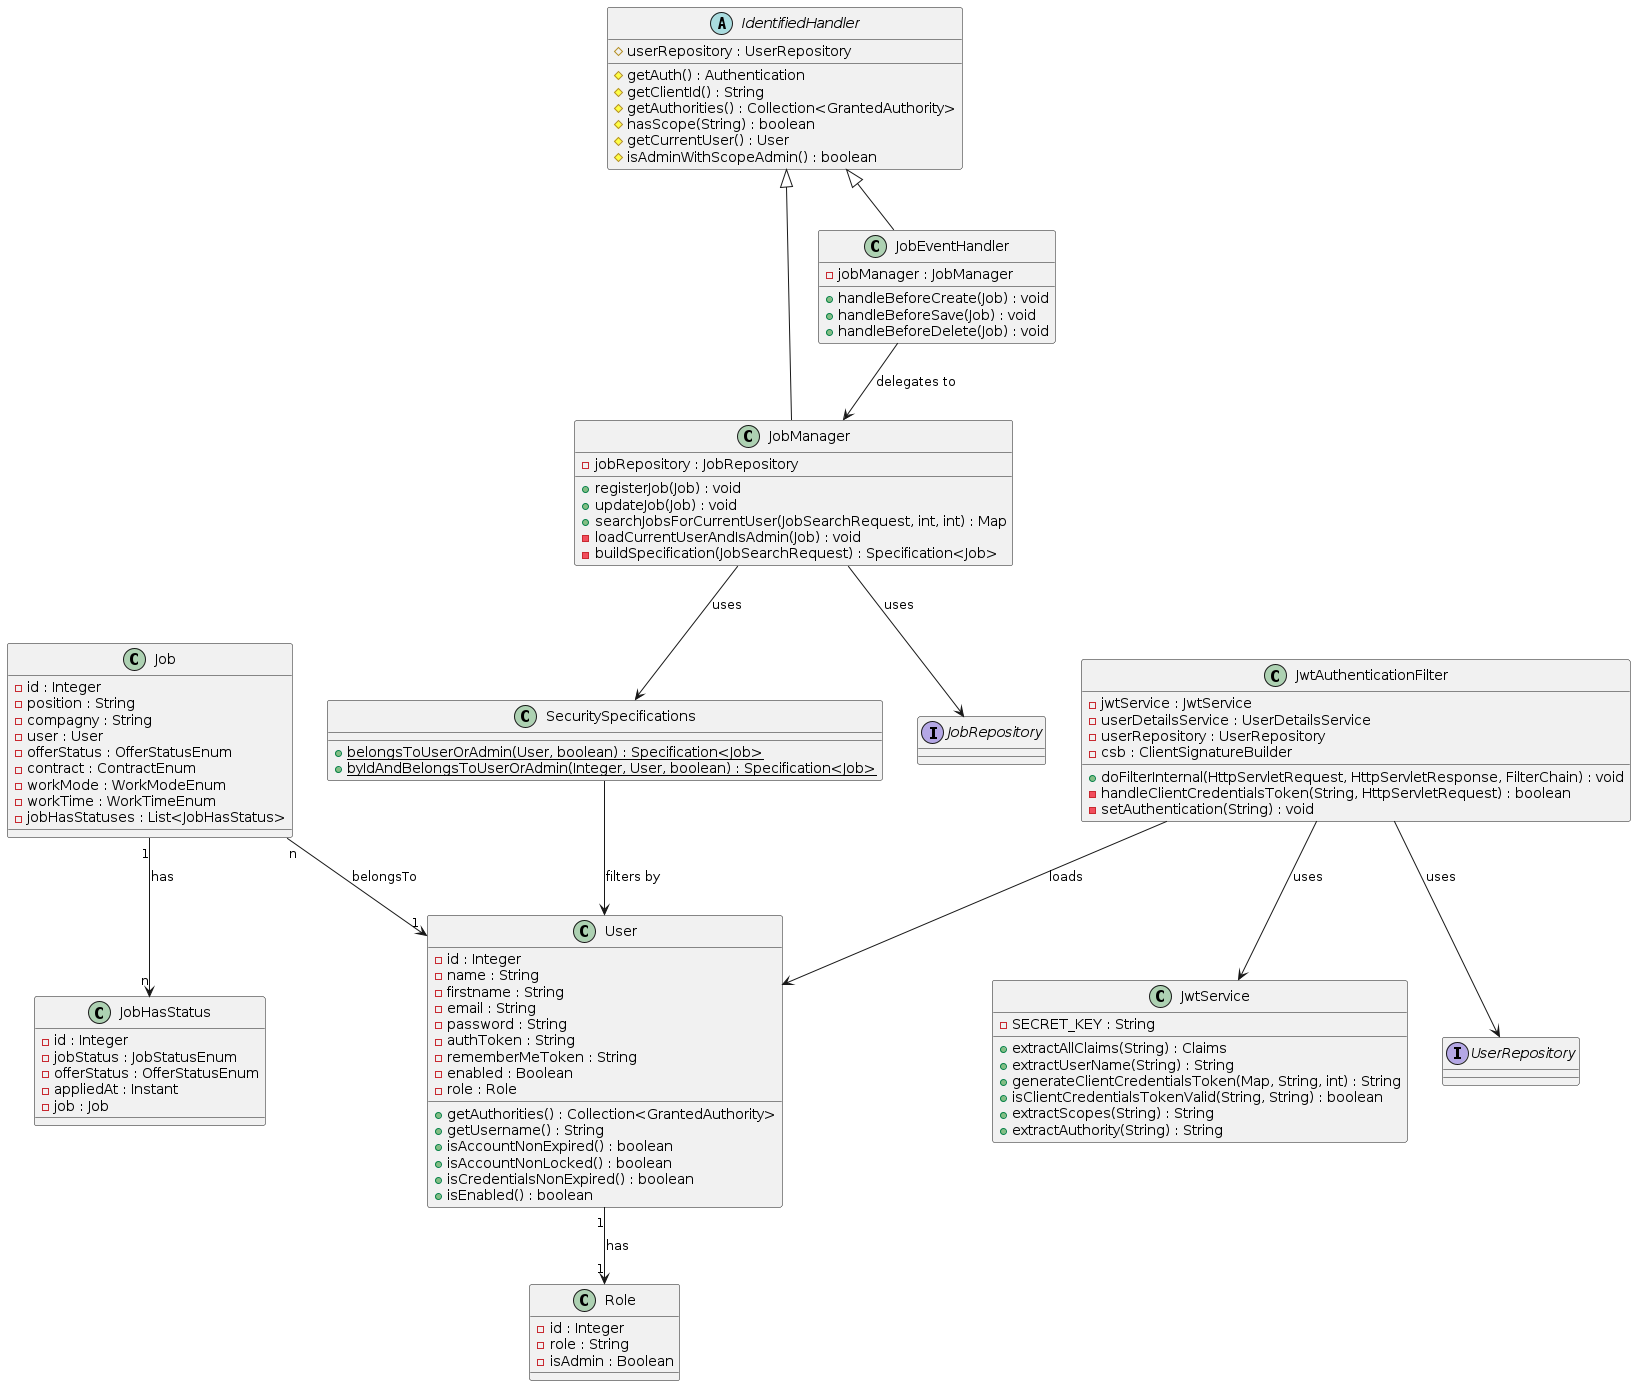 A IdentifiedHandler
userRepository : UserRepository
getAuth() : Authentication
getClientId() : String
getAuthorities() : Collection<GrantedAuthority>
hasScope(String) : boolean
getCurrentUser() : User
isAdminWithScopeAdmin() : boolean
C JobEventHandler
jobManager : JobManager
handleBeforeCreate(Job) : void
handleBeforeSave(Job) : void
handleBeforeDelete(Job) : void
delegates to
C JobManager
jobRepository : JobRepository
registerJob(Job) : void
updateJob(Job) : void
searchJobsForCurrentUser(JobSearchRequest, int, int) : Map
loadCurrentUserAndIsAdmin(Job) : void
buildSpecification(JobSearchRequest) : Specification<Job>
uses
uses
C Job
id : Integer
position : String
compagny : String
user : User
offerStatus : OfferStatusEnum
contract : ContractEnum
workMode : WorkModeEnum
workTime : WorkTimeEnum
jobHasStatuses : List<JobHasStatus>
C SecuritySpecifications
belongsToUserOrAdmin(User, boolean) : Specification<Job>
byIdAndBelongsToUserOrAdmin(Integer, User, boolean) : Specification<Job>
I JobRepository
C JwtAuthenticationFilter
jwtService : JwtService
userDetailsService : UserDetailsService
userRepository : UserRepository
csb : ClientSignatureBuilder
doFilterInternal(HttpServletRequest, HttpServletResponse, FilterChain) : void
handleClientCredentialsToken(String, HttpServletRequest) : boolean
setAuthentication(String) : void
1
has
n
n
belongsTo
1
filters by
loads
uses
uses
C JobHasStatus
id : Integer
jobStatus : JobStatusEnum
offerStatus : OfferStatusEnum
appliedAt : Instant
job : Job
C User
id : Integer
name : String
firstname : String
email : String
password : String
authToken : String
rememberMeToken : String
enabled : Boolean
role : Role
getAuthorities() : Collection<GrantedAuthority>
getUsername() : String
isAccountNonExpired() : boolean
isAccountNonLocked() : boolean
isCredentialsNonExpired() : boolean
isEnabled() : boolean
C JwtService
SECRET_KEY : String
extractAllClaims(String) : Claims
extractUserName(String) : String
generateClientCredentialsToken(Map, String, int) : String
isClientCredentialsTokenValid(String, String) : boolean
extractScopes(String) : String
extractAuthority(String) : String
I UserRepository
1
has
1
C Role
id : Integer
role : String
isAdmin : Boolean